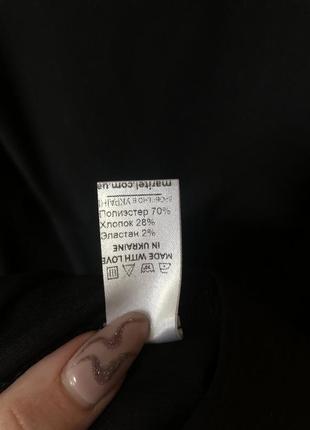 maritel.com.ua
Полиэстер 70%
Хлопок 28%
Эластан 2%
MADE WITH LOVE
IN UKRAINE